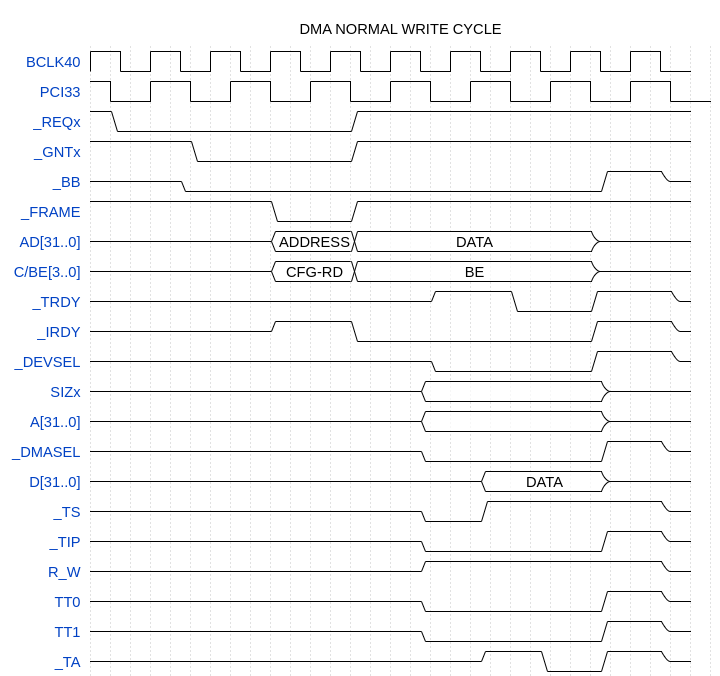 DMA NORMAL WRITE CYCLE
BCLK40
PCI33
_REQx
_GNTx
_BB
_FRAME
AD[31..0] ADDRESS DATA
C/BE[3..0] CFG-RD BE
_TRDY
_IRDY
_DEVSEL
SIZx
A[31..0]
_DMASEL
D[31..0] DATA
_TS
_TIP
R_W
TT0
TT1
_TA